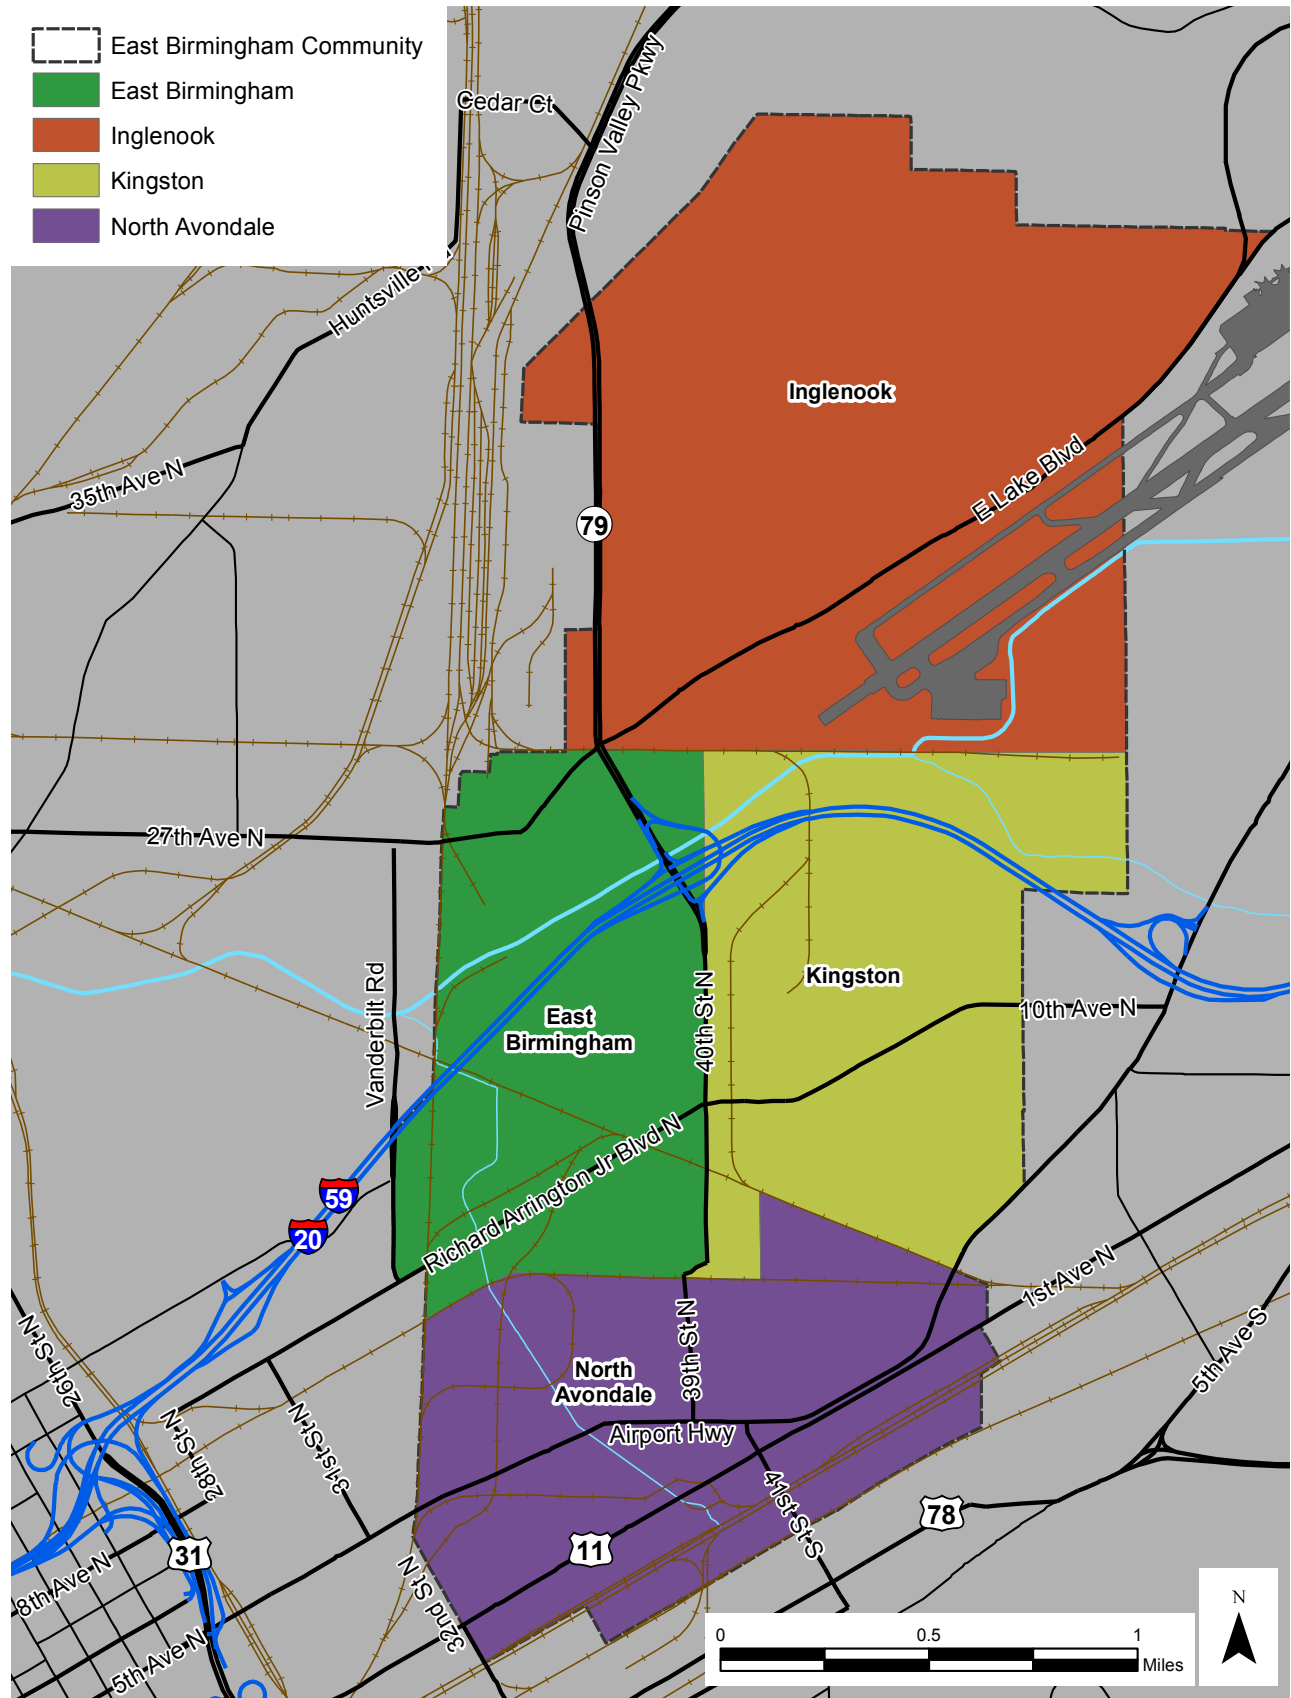 East Birmingham Community
East Birmingham
Inglenook
Kingston
North Avondale
Cedar Ct
Pinson Valley Pkwy
Huntsville
Inglenook
35th Ave N
E Lake Blvd
79
27th Ave N
Vanderbilt Rd
Kingston
40th St N
10th Ave N
East
Birmingham
Richard Arrington Jr Blvd N
59
20
1st Ave N
26th St N
39th St N
5th Ave S
North
Avondale
28th St N
31st St N
Airport Hwy
41st St S
78
11
31
8th Ave N
32nd St N
5th Ave N
N
0
0.5
1
Miles